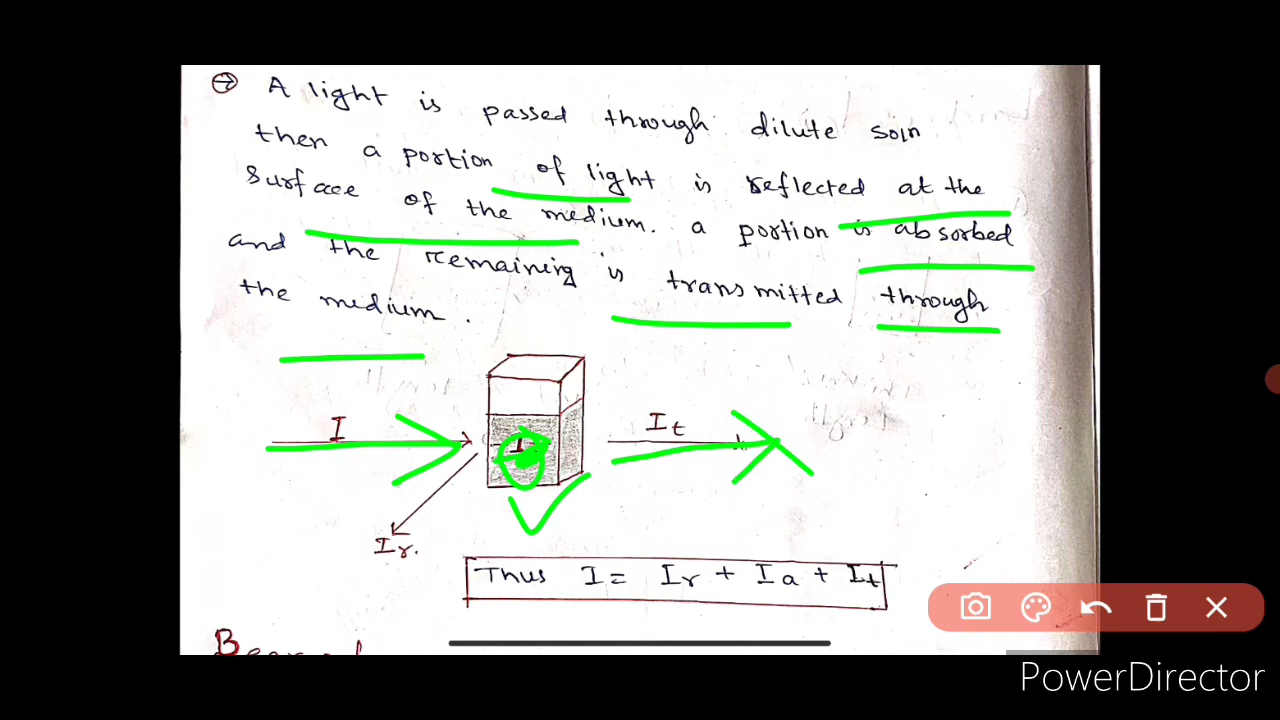 A light is passed through dilute soln
then a portion of light is reflected at the
surface of the medium. a portion is absorbed
and the remaining is transmitted through
the medium.
I
It
Ir.
Thus I = Ir + Ia + It
PowerDirector